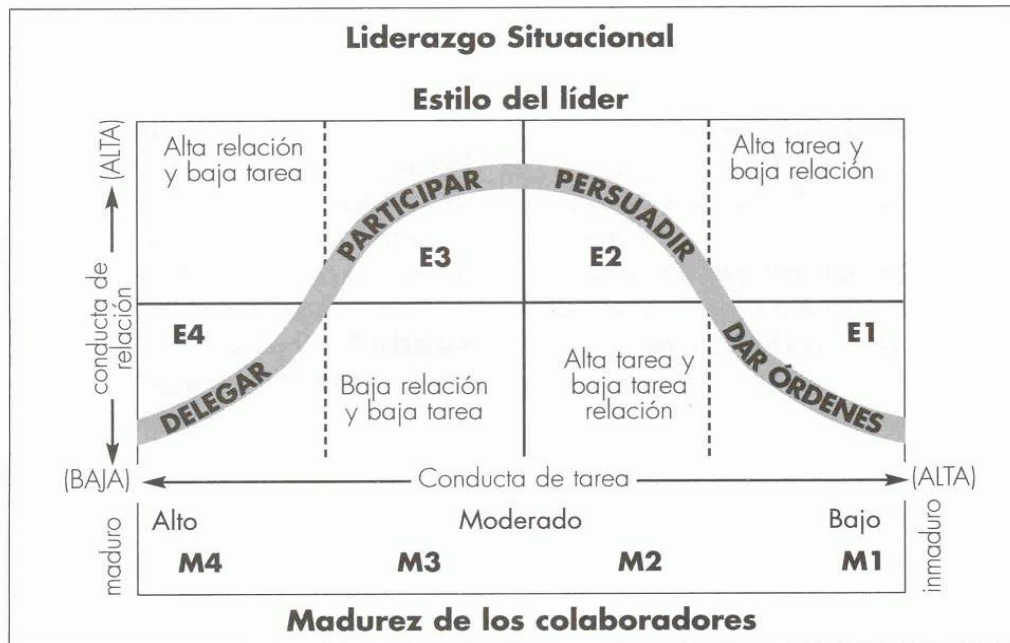 Liderazgo Situacional
Estilo del líder
(ALTA)
conducta de
relación
(BAJA)
Alta relación
y baja tarea
Alta tarea y
baja relación
PARTICIPAR
PERSUADIR
E3
E2
E4
E1
DELEGAR
DAR ÓRDENES
Baja relación
y baja tarea
Alta tarea y
baja tarea
relación
Conducta de tarea
(ALTA)
maduro
Alto
Moderado
Bajo
inmaduro
M4
M3
M2
M1
Madurez de los colaboradores